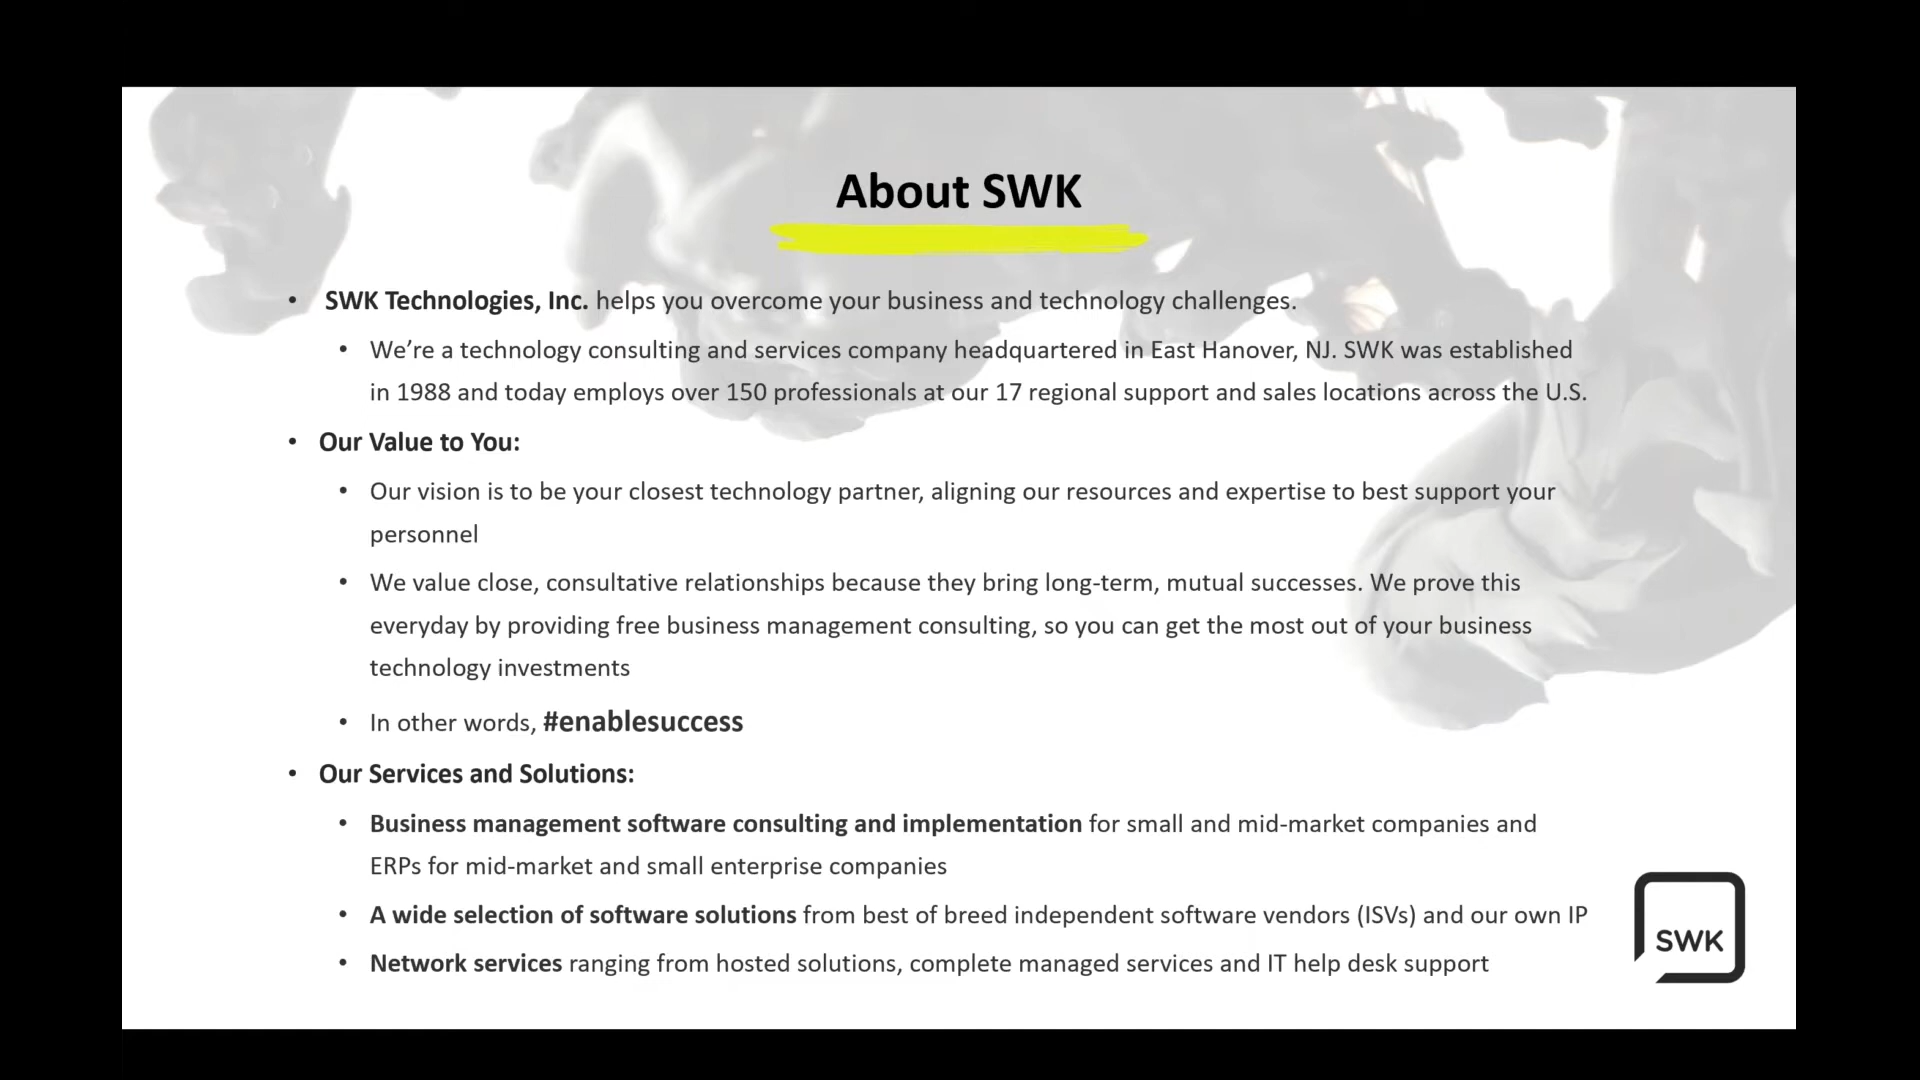 About SWK
• SWK Technologies, Inc. helps you overcome your business and technology challenges.
• We’re a technology consulting and services company headquartered in East Hanover, NJ. SWK was established
in 1988 and today employs over 150 professionals at our 17 regional support and sales locations across the U.S.
• Our Value to You:
• Our vision is to be your closest technology partner, aligning our resources and expertise to best support your
personnel
• We value close, consultative relationships because they bring long-term, mutual successes. We prove this
everyday by providing free business management consulting, so you can get the most out of your business
technology investments
• In other words, #enablesuccess
• Our Services and Solutions:
• Business management software consulting and implementation for small and mid-market companies and
ERPs for mid-market and small enterprise companies
• A wide selection of software solutions from best of breed independent software vendors (ISVs) and our own IP
• Network services ranging from hosted solutions, complete managed services and IT help desk support
SWK